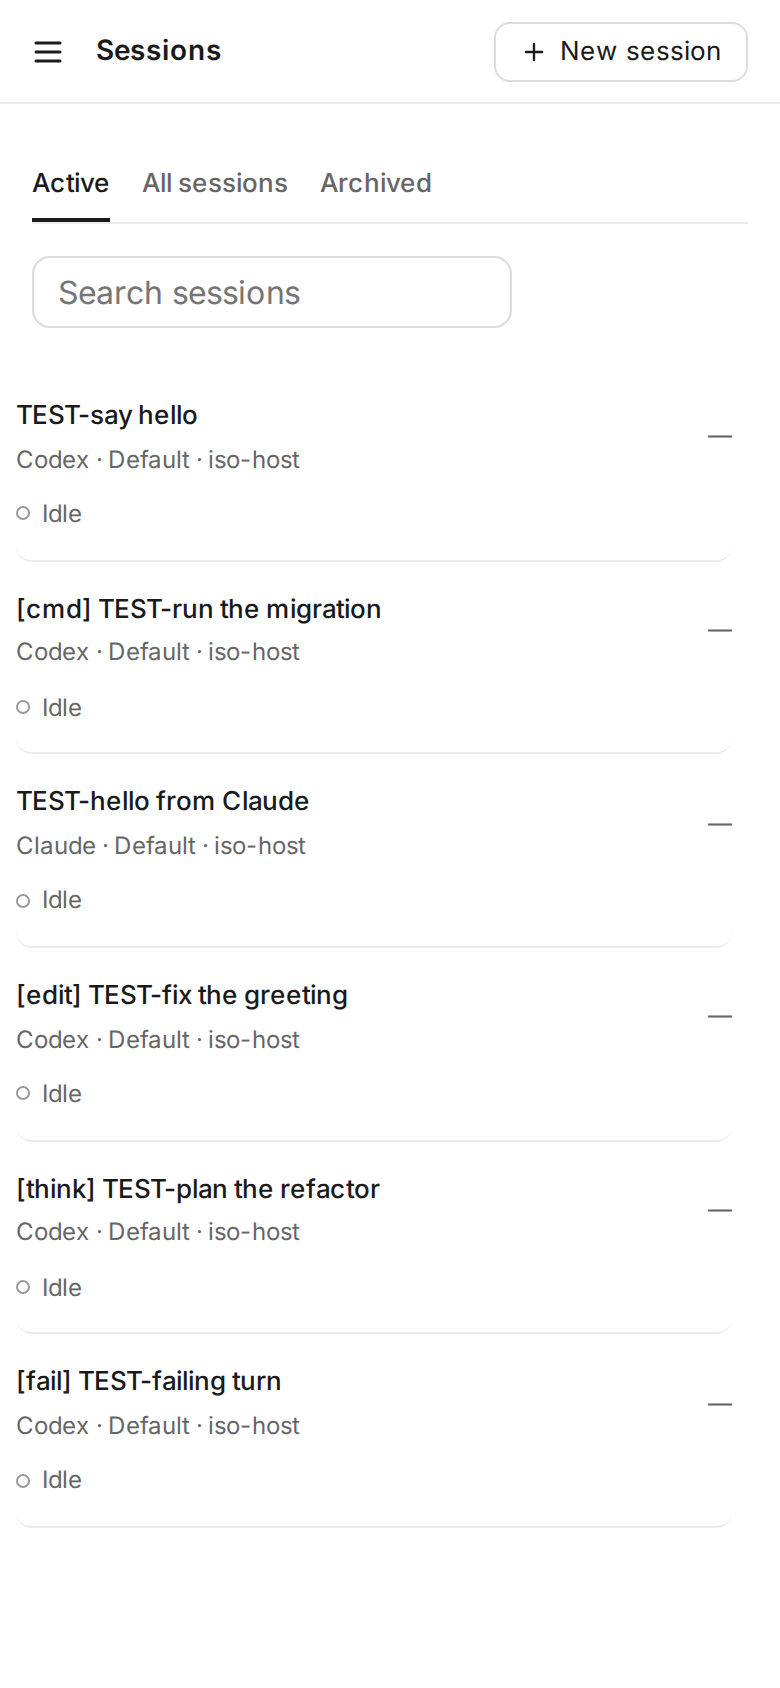 Sessions
+ New session
Active All sessions Archived
Search sessions
TEST-say hello
—
Codex · Default · iso-host
Idle
[cmd] TEST-run the migration
—
Codex · Default · iso-host
Idle
TEST-hello from Claude
—
Claude · Default · iso-host
Idle
[edit] TEST-fix the greeting
—
Codex · Default · iso-host
Idle
[think] TEST-plan the refactor
—
Codex · Default · iso-host
Idle
[fail] TEST-failing turn
—
Codex · Default · iso-host
Idle